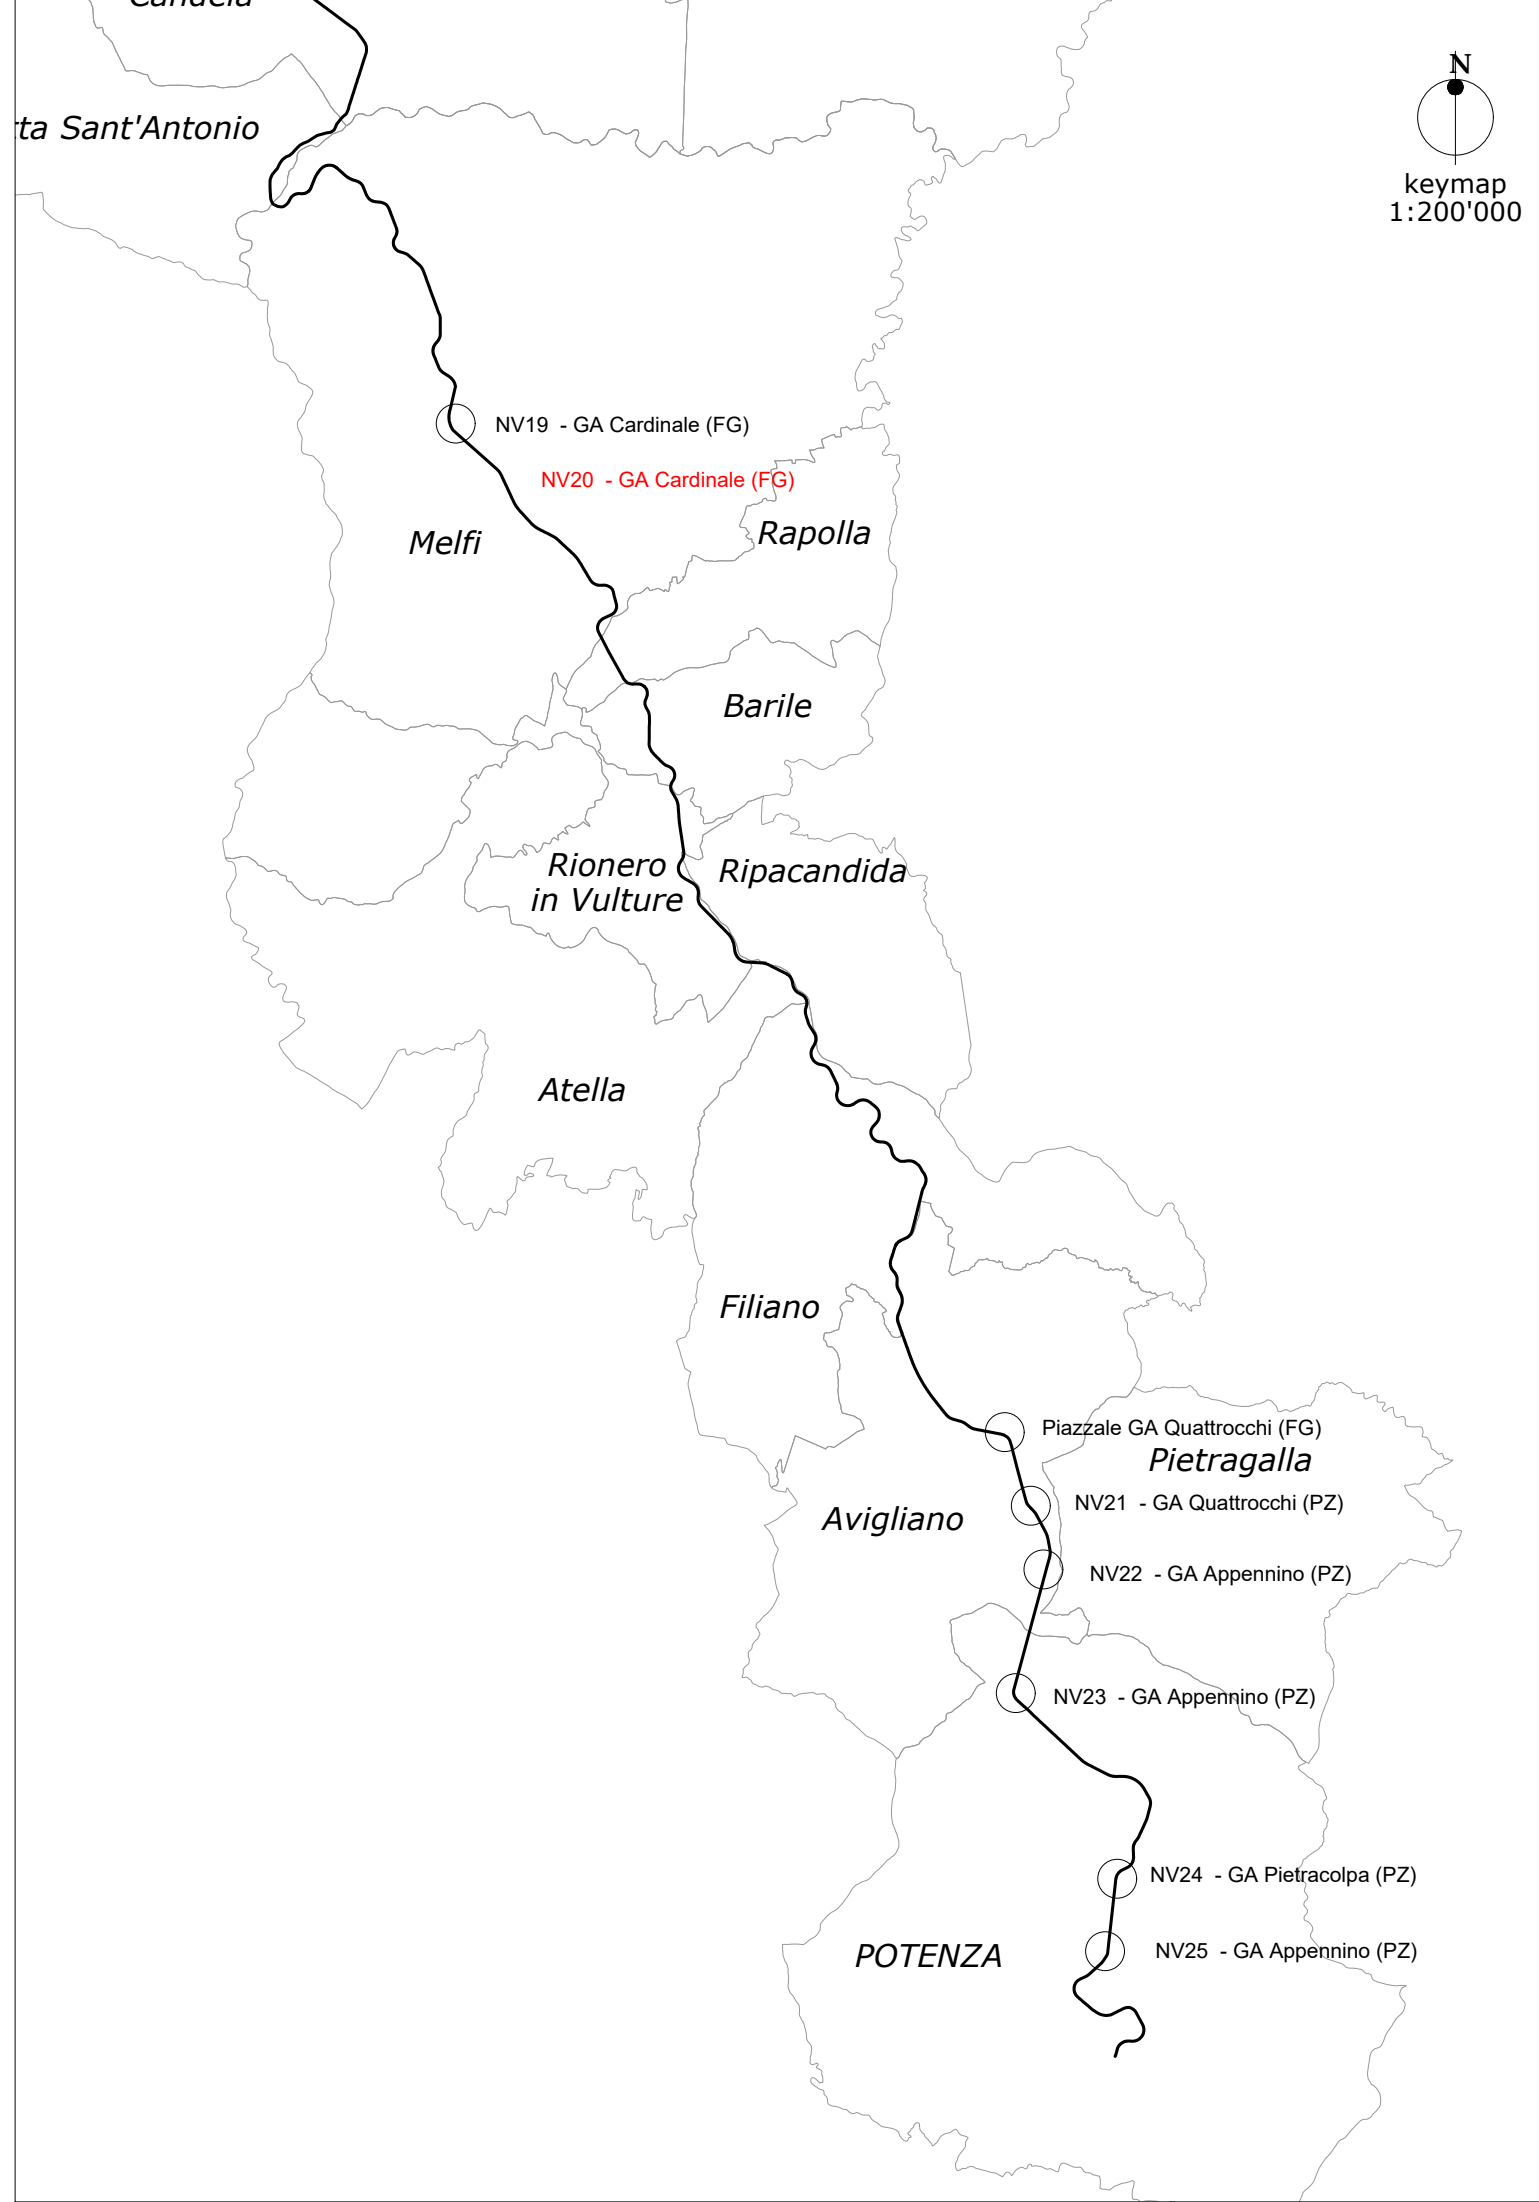 Candela
N
rta Sant'Antonio
keymap
1:200'000
NV19 - GA Cardinale (FG)
NV20 - GA Cardinale (FG)
Rapolla
Melfi
Barile
Rionero
in Vulture
Ripacandida
Atella
Filiano
Piazzale GA Quattrocchi (FG)
Pietragalla
NV21 - GA Quattrocchi (PZ)
Avigliano
NV22 - GA Appennino (PZ)
NV23 - GA Appennino (PZ)
NV24 - GA Pietracolpa (PZ)
NV25 - GA Appennino (PZ)
POTENZA